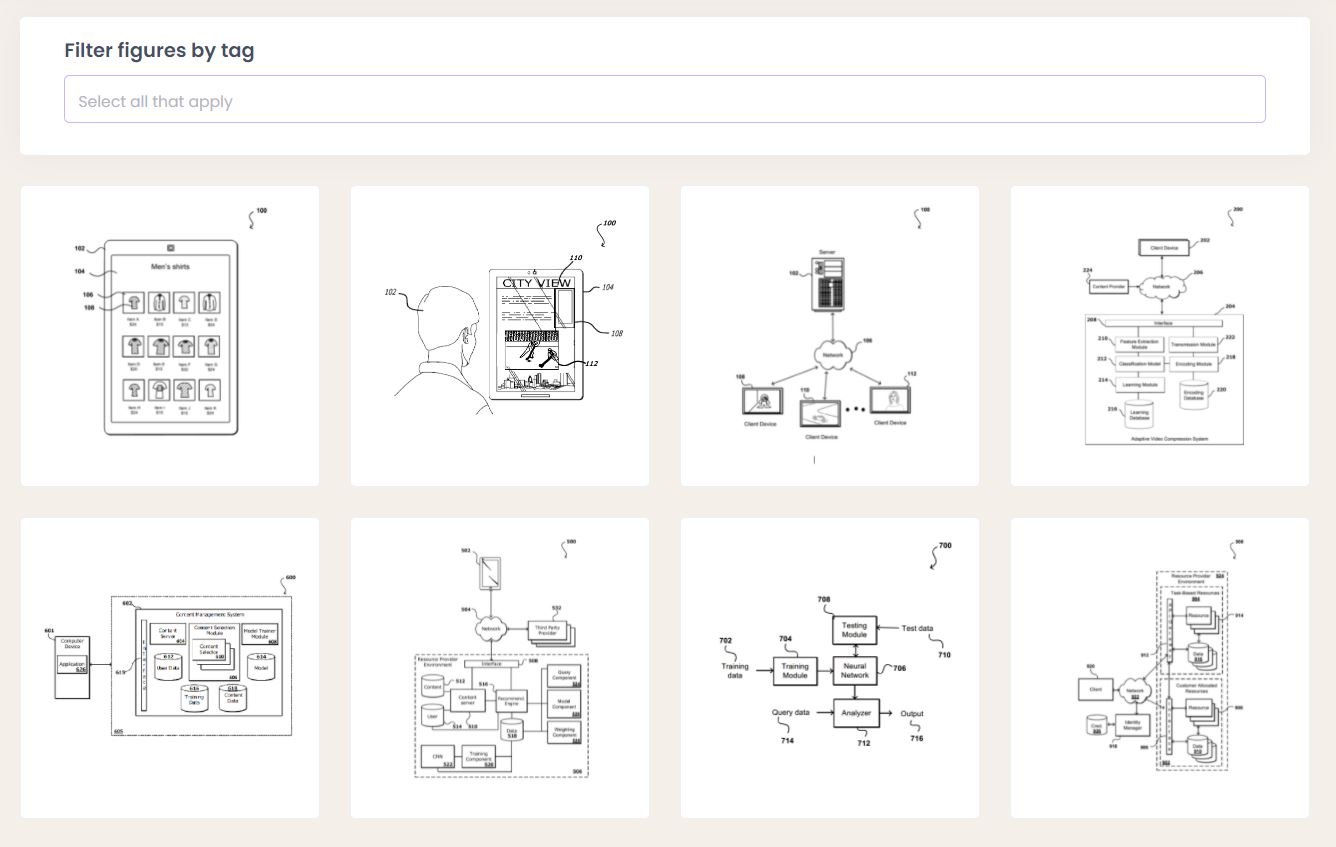 Filter figures by tag
Select all that apply
100
102
104
Men's shirts
106
108
100
110
CITY VIEW
102
104
108
112
Server
102
Network
106
108
110
112
Client Device
Client Device
Client Device
200
Client Device
202
224
Content Provider
Network
206
204
208
Interface
210
Feature Extraction Module
Transmission Module
222
212
Classification Model
Encoding Module
218
214
Learning Module
216
Learning Database
Encoding Database
220
Adaptive Video Compression System
600
602
Content Management System
601
Computer Device
Application
626
Content Server
604
Content Selection Module
Content Selector
610
606
Model Trainer Module
608
612
User Data
614
Model
615
616
Training Data
618
Content Data
605
500
502
504
Network
532
Third Party Provider
Resource Provider Environment
Interface
508
Content
512
516
Query Component
Content server
Recommend. Engine
Model Component
User
514
510
Data
518
Weighting Component
CNN
522
Training Component
520
506
700
708
Testing Module
Test data
710
702
Training data
704
Training Module
Neural Network
706
Query data
714
Analyzer
712
Output
716
Resource Provider Environment
Task-Based Resources
Resource
914
Data
912
Client
Network
Customer Allocated Resources
Resource
Cred
Identity Manager
Data